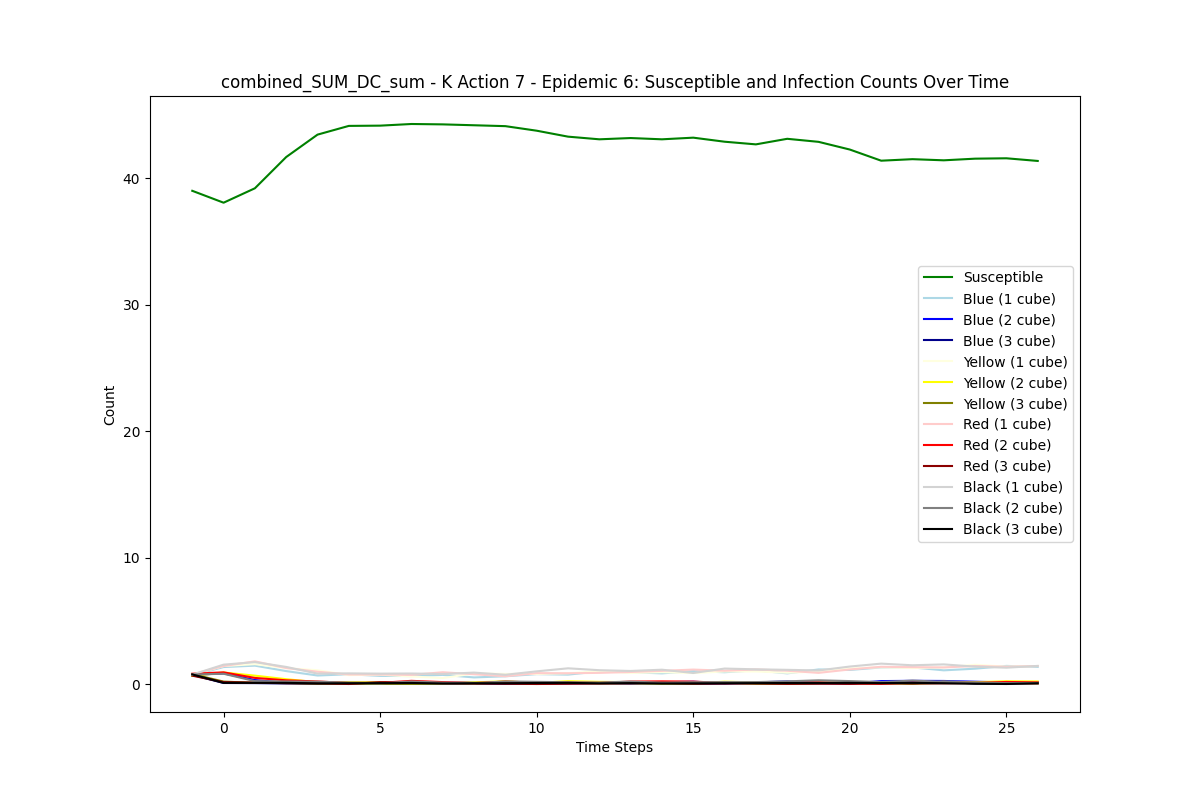 combined_SUM_DC_sum - K Action 7 - Epidemic 6: Susceptible and Infection Counts Over Time
Count
40
30
20
10
0
Susceptible
Blue (1 cube)
Blue (2 cube)
Blue (3 cube)
Yellow (1 cube)
Yellow (2 cube)
Yellow (3 cube)
Red (1 cube)
Red (2 cube)
Red (3 cube)
Black (1 cube)
Black (2 cube)
Black (3 cube)
0 5 10 15 20 25
Time Steps